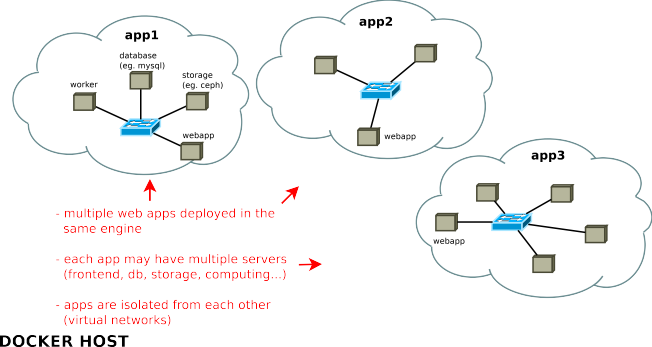 app1
database
(eg. mysql)
worker
storage
(eg. ceph)
webapp
app2
webapp
app3
webapp
- multiple web apps deployed in the
same engine
- each app may have multiple servers
(frontend, db, storage, computing...)
- apps are isolated from each other
(virtual networks)
DOCKER HOST